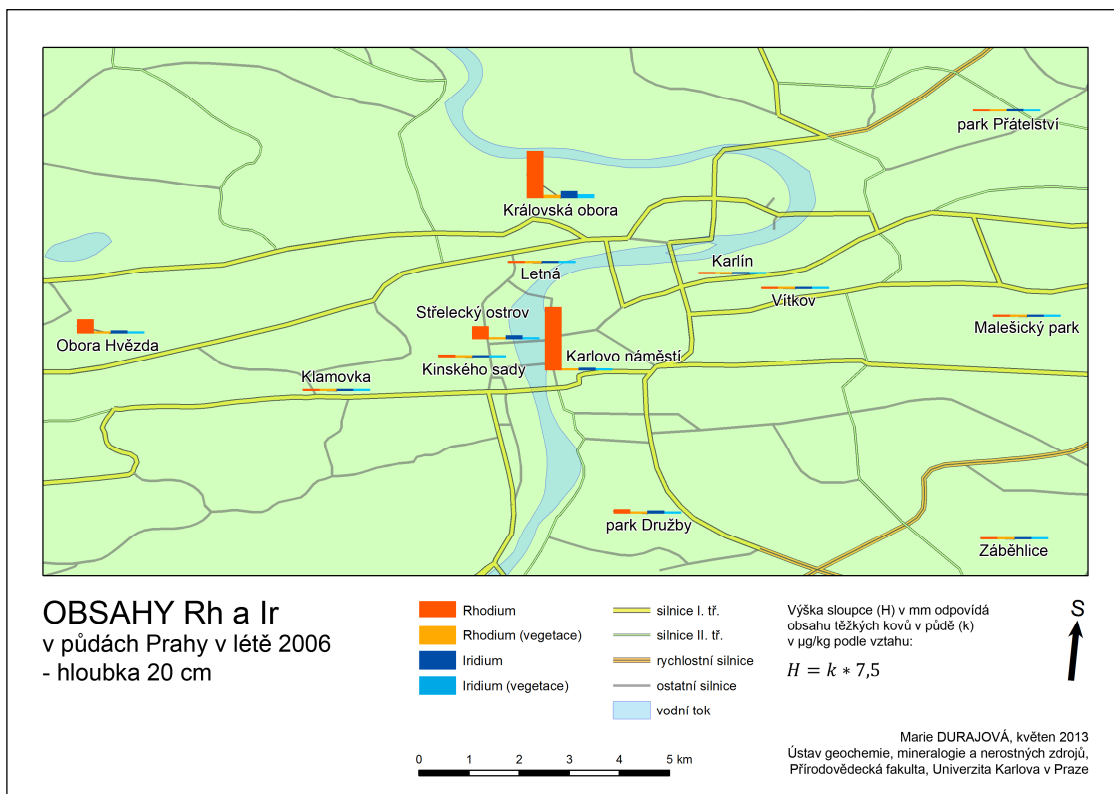 park Přátelství
Královská obora
Letná
Karlín
Vítkov
Střelecký ostrov
Malešický park
Obora Hvězda
Karlovo náměstí
Kinského sady
Klamovka
park Družby
Záběhlice
OBSAHY Rh a Ir
v půdách Prahy v létě 2006
- hloubka 20 cm
Rhodium
Rhodium (vegetace)
Iridium
Iridium (vegetace)
silnice I. tř.
silnice II. tř.
rychlostní silnice
ostatní silnice
vodní tok
Výška sloupce (H) v mm odpovídá
obsahu těžkých kovů v půdě (k)
v µg/kg podle vztahu:
H = k * 7,5
S
0 1 2 3 4 5 km
Marie DURAJOVÁ, květen 2013
Ústav geochemie, mineralogie a nerostných zdrojů,
Přírodovědecká fakulta, Univerzita Karlova v Praze